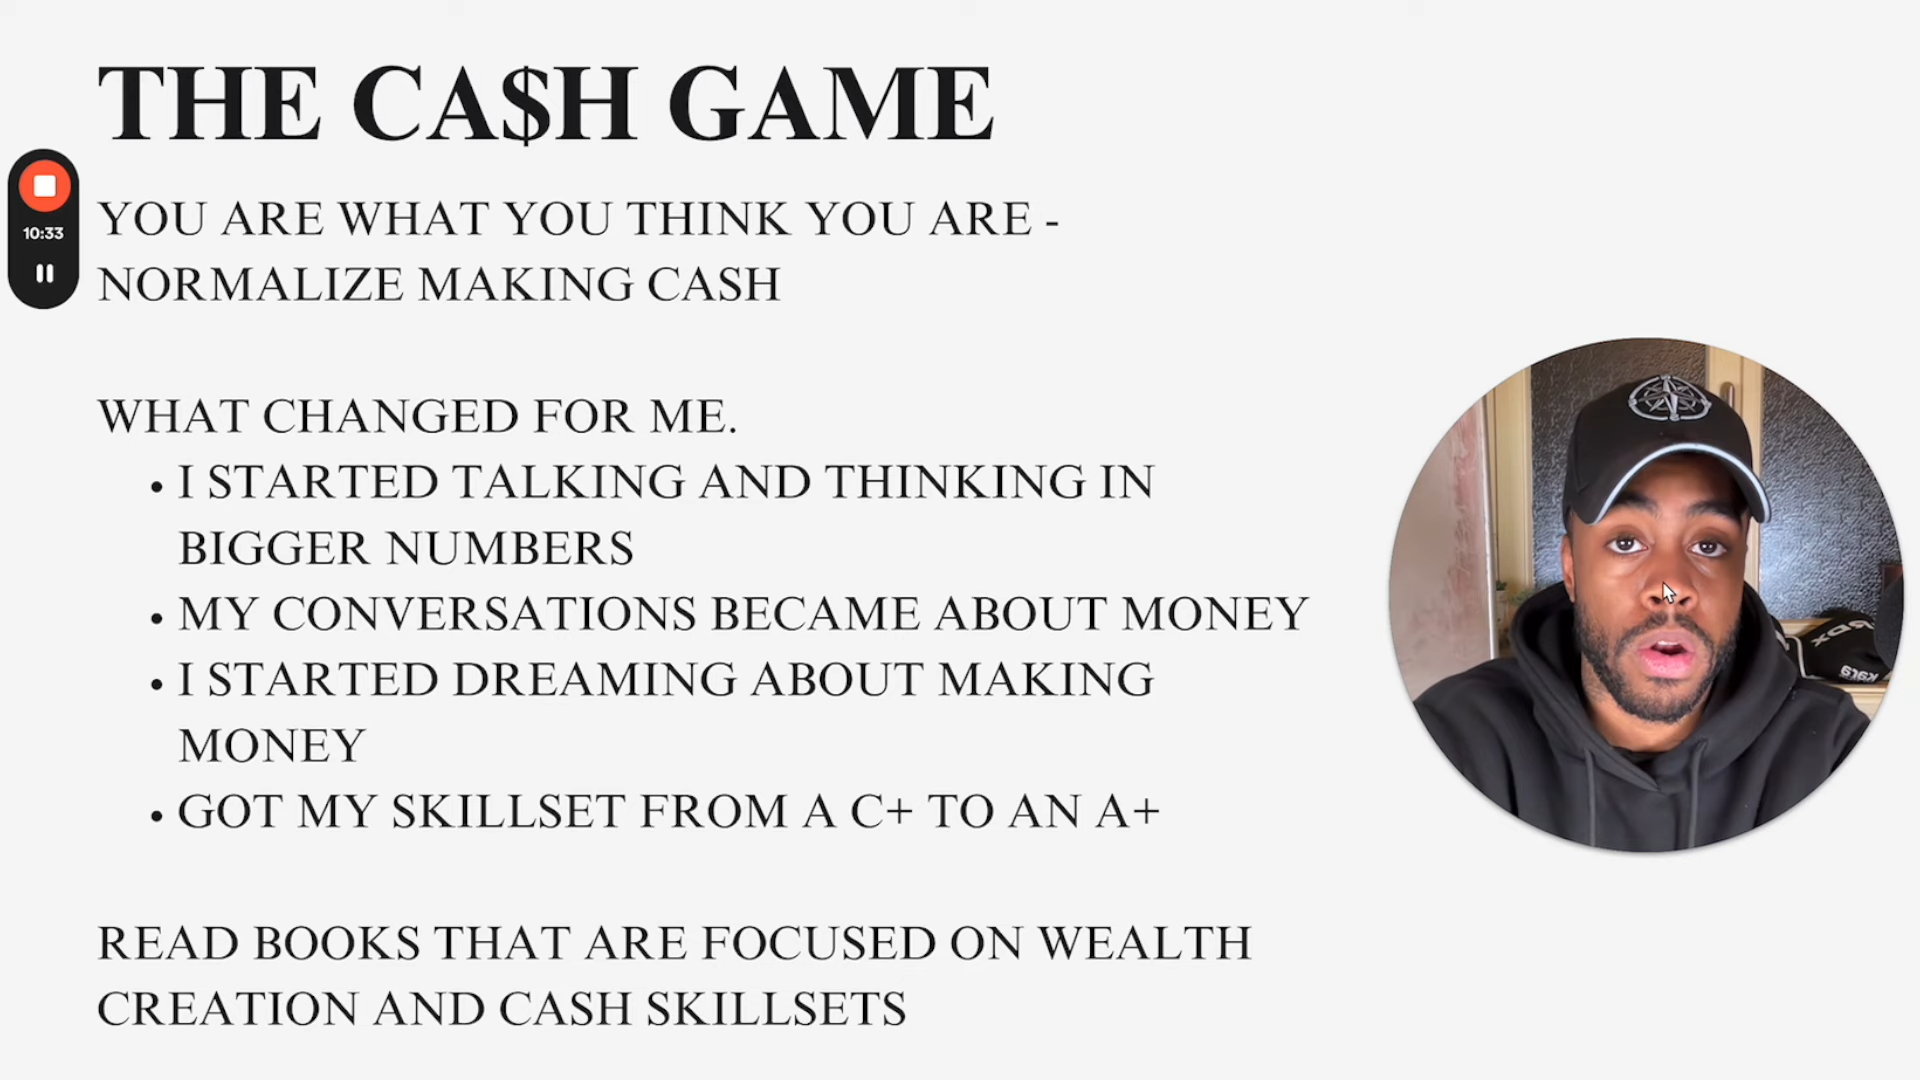 THE CA$H GAME
10:33
YOU ARE WHAT YOU THINK YOU ARE -
NORMALIZE MAKING CASH
WHAT CHANGED FOR ME.
• I STARTED TALKING AND THINKING IN
BIGGER NUMBERS
• MY CONVERSATIONS BECAME ABOUT MONEY
• I STARTED DREAMING ABOUT MAKING
MONEY
• GOT MY SKILLSET FROM A C+ TO AN A+
READ BOOKS THAT ARE FOCUSED ON WEALTH
CREATION AND CASH SKILLSETS